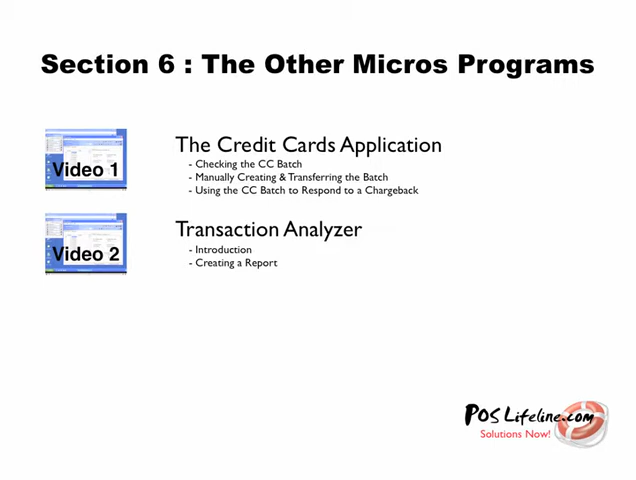 Section 6 : The Other Micros Programs
Video 1
The Credit Cards Application
- Checking the CC Batch
- Manually Creating & Transferring the Batch
- Using the CC Batch to Respond to a Chargeback
Video 2
Transaction Analyzer
- Introduction
- Creating a Report
POS Lifeline.com
Solutions Now!